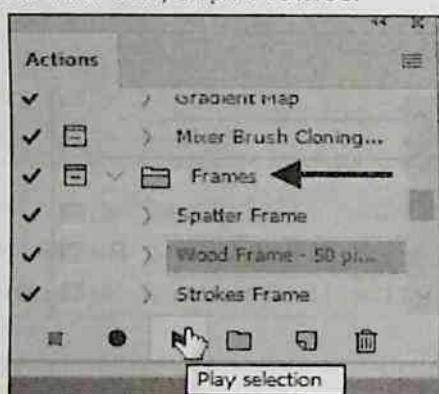 Actions
Gradient Map
Mixer Brush Cloning...
Frames
Spatter Frame
Wood Frame - 50 pi...
Strokes Frame
Play selection